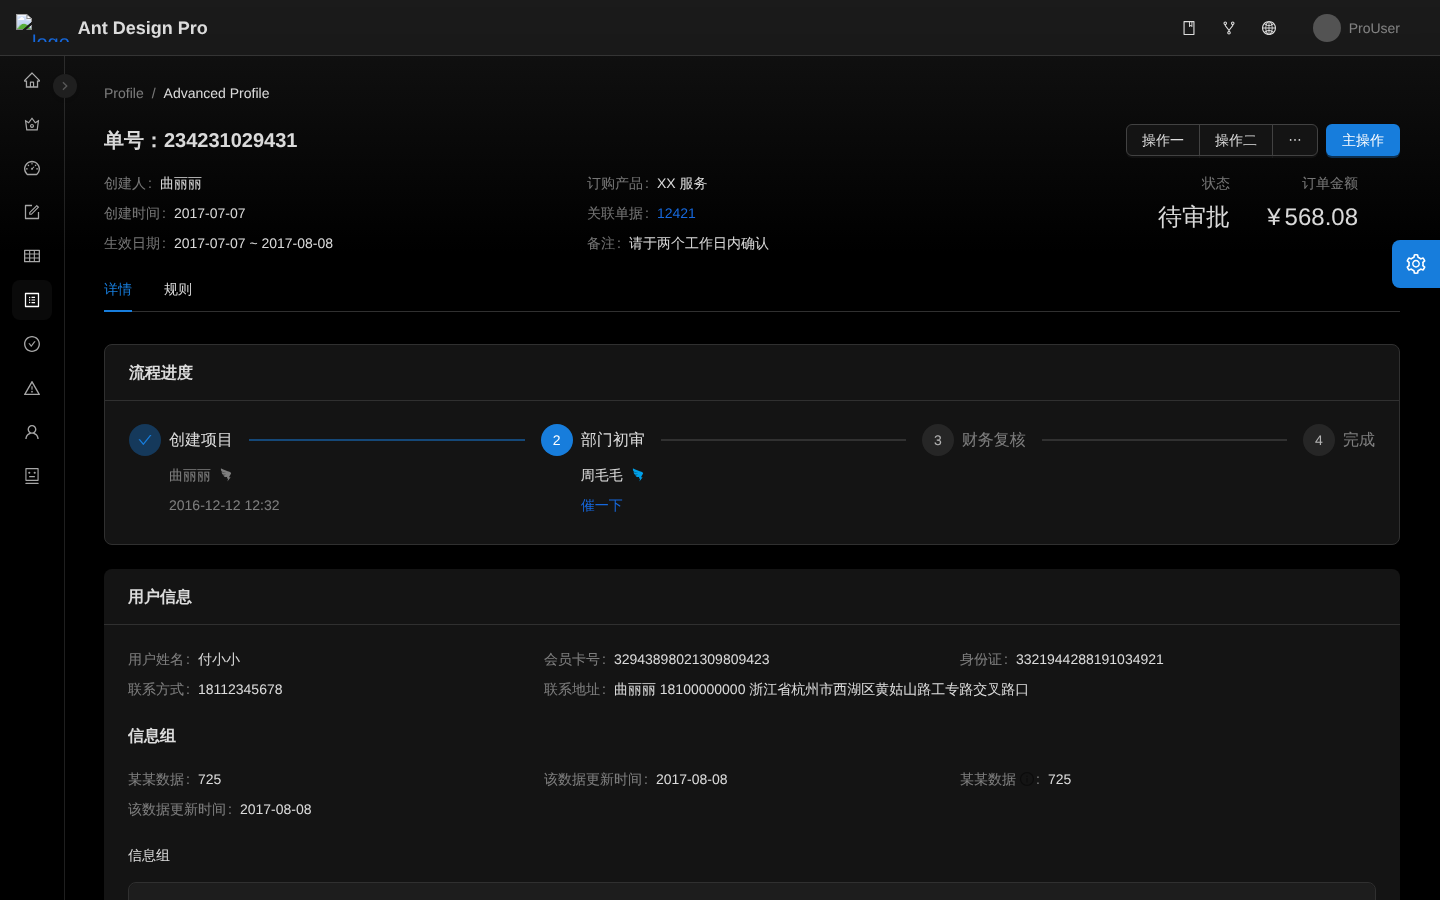 Ant Design Pro
ProUser
Profile / Advanced Profile
单号：234231029431
操作一 操作二 ··· 主操作
创建人: 曲丽丽 订购产品: XX 服务 状态 订单金额
创建时间: 2017-07-07 关联单据: 12421 待审批 ¥568.08
生效日期: 2017-07-07 ~ 2017-08-08 备注: 请于两个工作日内确认
详情 规则
流程进度
创建项目 2 部门初审 3 财务复核 4 完成
曲丽丽 周毛毛
2016-12-12 12:32 催一下
用户信息
用户姓名: 付小小 会员卡号: 32943898021309809423 身份证: 3321944288191034921
联系方式: 18112345678 联系地址: 曲丽丽 18100000000 浙江省杭州市西湖区黄姑山路工专路交叉路口
信息组
某某数据: 725 该数据更新时间: 2017-08-08 某某数据 : 725
该数据更新时间: 2017-08-08
信息组